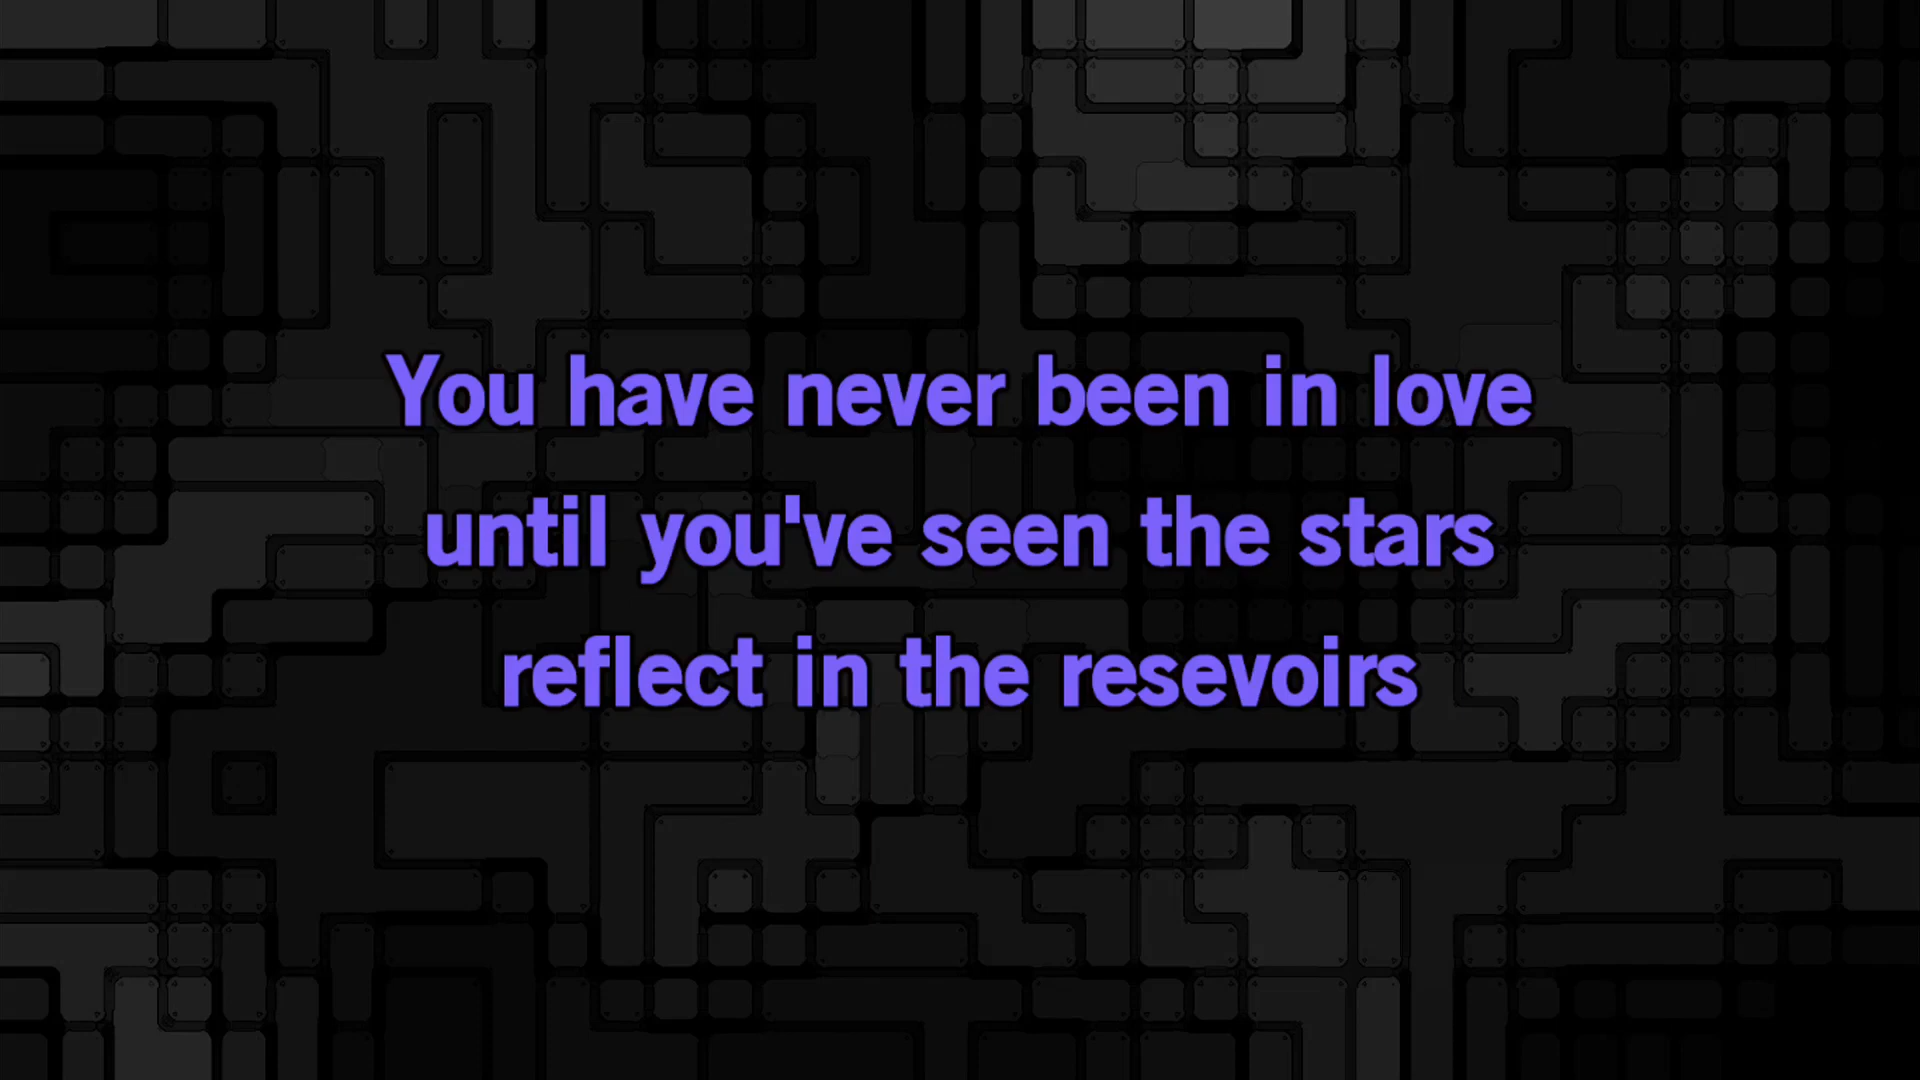 You have never been in love
until you've seen the stars
reflect in the resevoirs